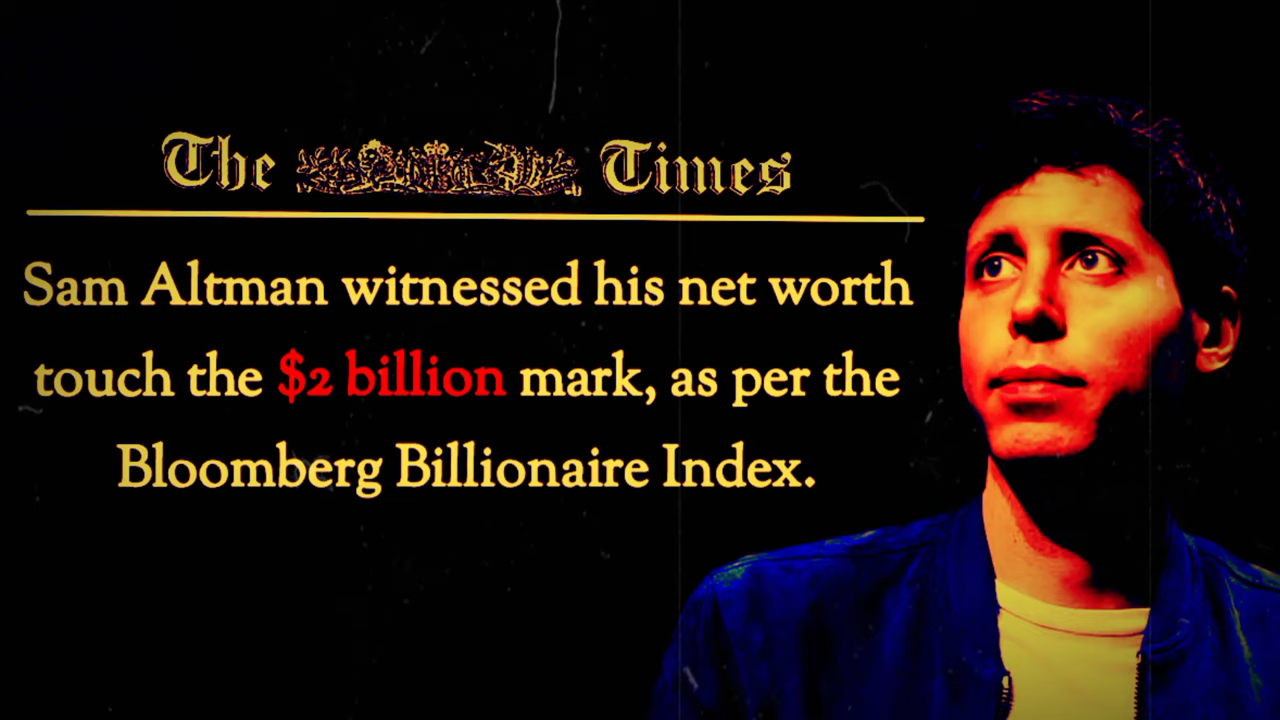 The Times
Sam Altman witnessed his net worth
touch the $2 billion mark, as per the
Bloomberg Billionaire Index.